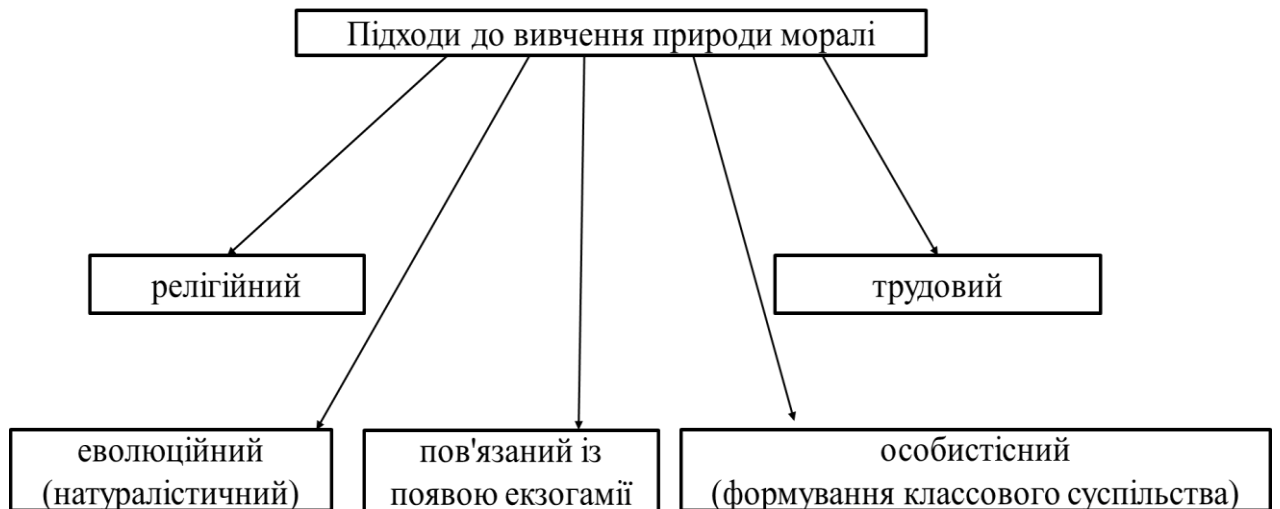 Підходи до вивчення природи моралі
релігійний
трудовий
еволюційний
(натуралістичний)
пов'язаний із
появою екзогамії
особистісний
(формування классового суспільства)